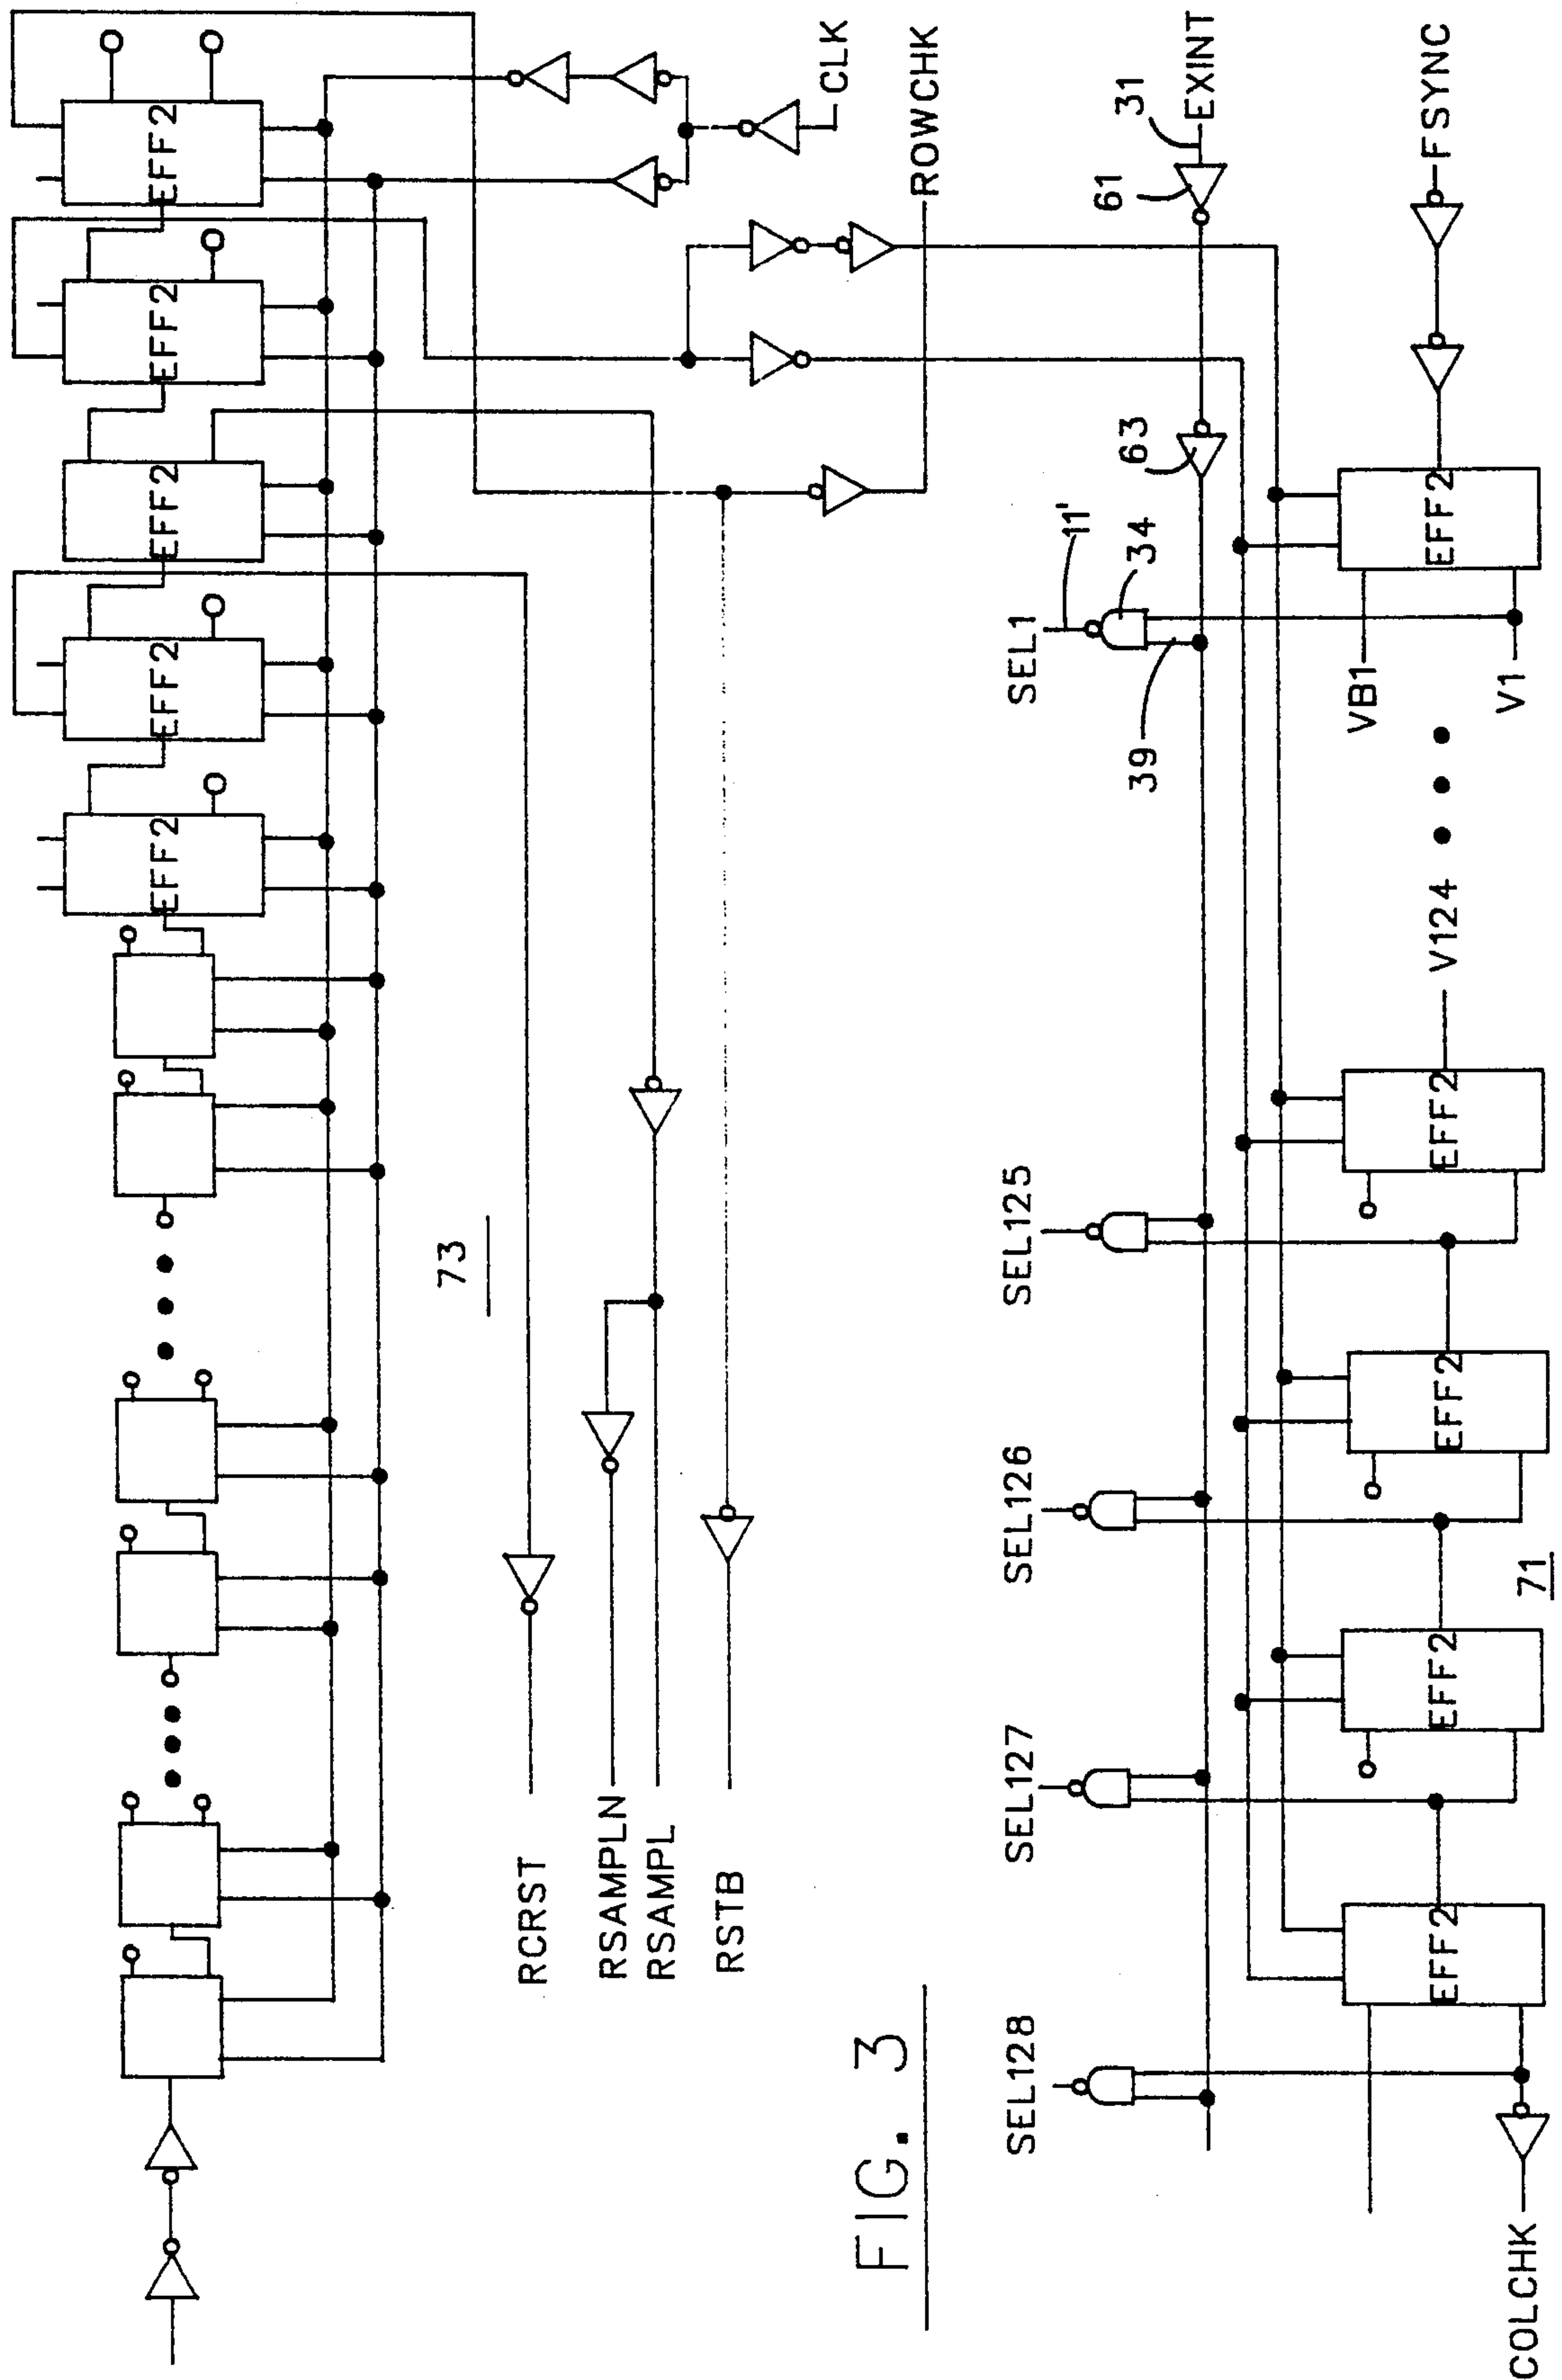 EFF2
EFF2
EFF2
EFF2
EFF2
CLK
ROWCHK
73
RCRST
RSAMPLN
RSAMPL
RSTB
31
EXINT
61
63
11'
34
39
SEL1
SEL125
SEL126
SEL127
SEL128
FSYNC
EFF2
VB1
V1
V124
EFF2
EFF2
EFF2
EFF2
71
COLCHK
FIG. 3